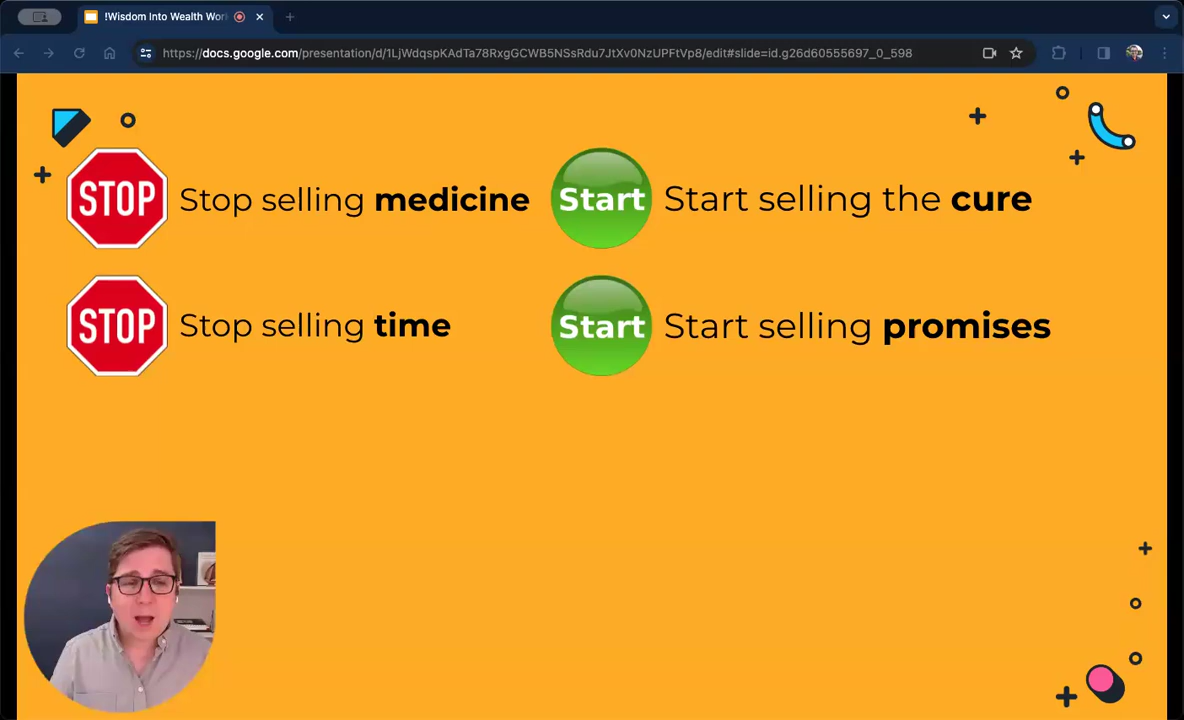 !Wisdom Into Wealth Wor
https://docs.google.com/presentation/d/1LjWdqspKAdTa78RxgGCWB5NSsRdu7JtXv0NzUPFtVp8/edit#slide=id.g26d60555697_0_598
STOP Stop selling medicine Start Start selling the cure
STOP Stop selling time Start Start selling promises